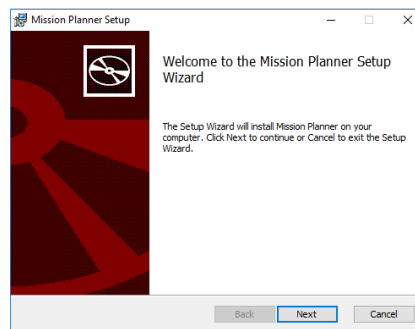 Mission Planner Setup
Welcome to the Mission Planner Setup
Wizard
The Setup Wizard will install Mission Planner on your
computer. Click Next to continue or Cancel to exit the Setup
Wizard.
Back Next Cancel